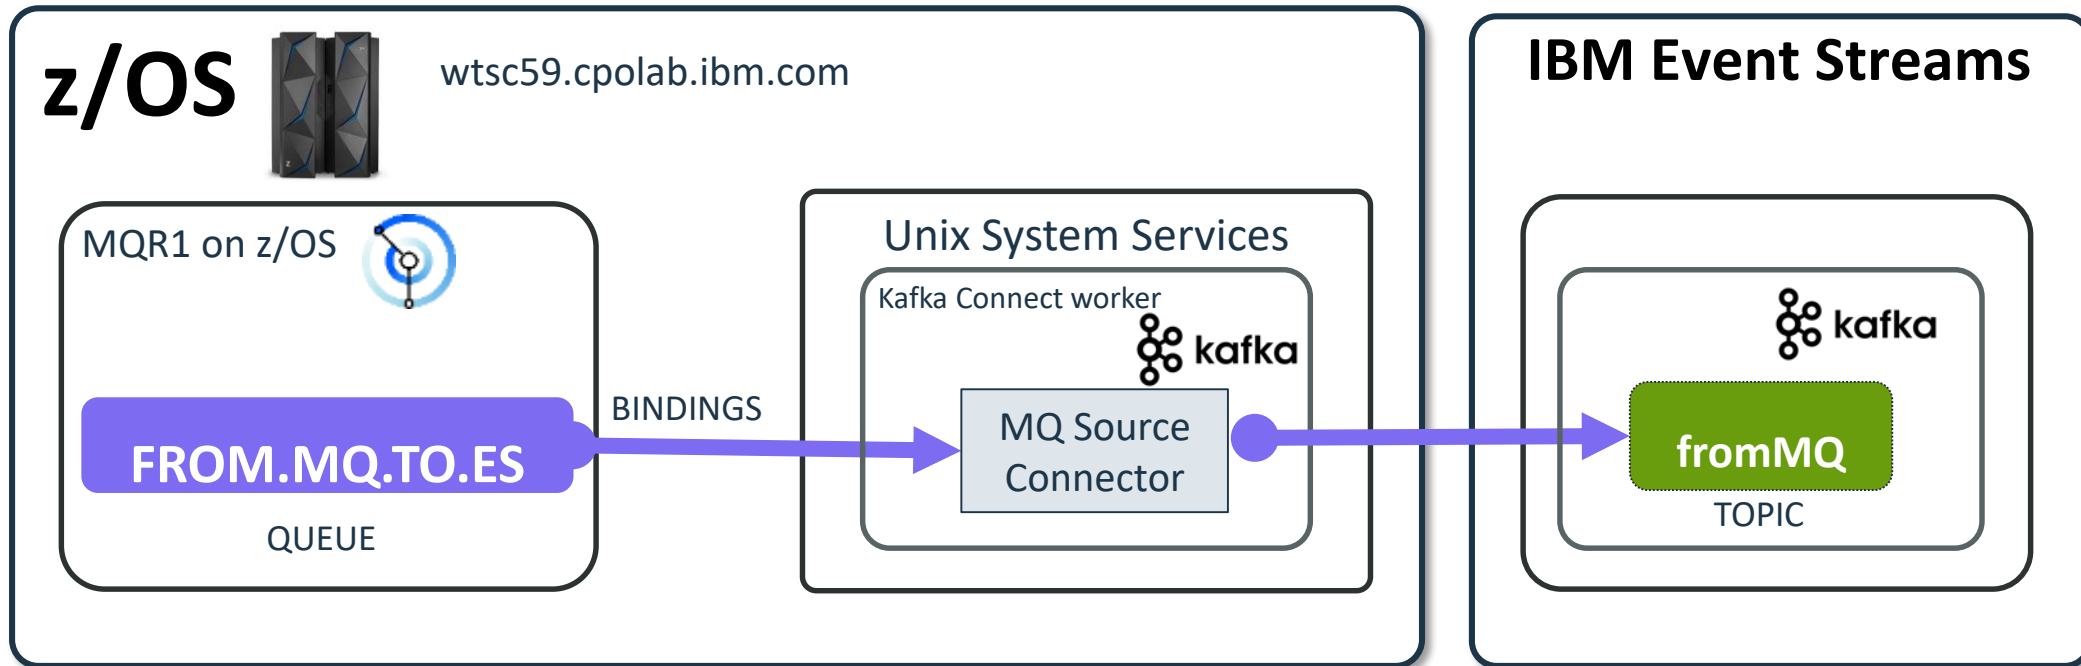 z/OS
wtsc59.cpolab.ibm.com
MQR1 on z/OS
FROM.MQ.TO.ES
QUEUE
BINDINGS
Unix System Services
Kafka Connect worker
kafka
MQ Source
Connector
IBM Event Streams
kafka
fromMQ
TOPIC